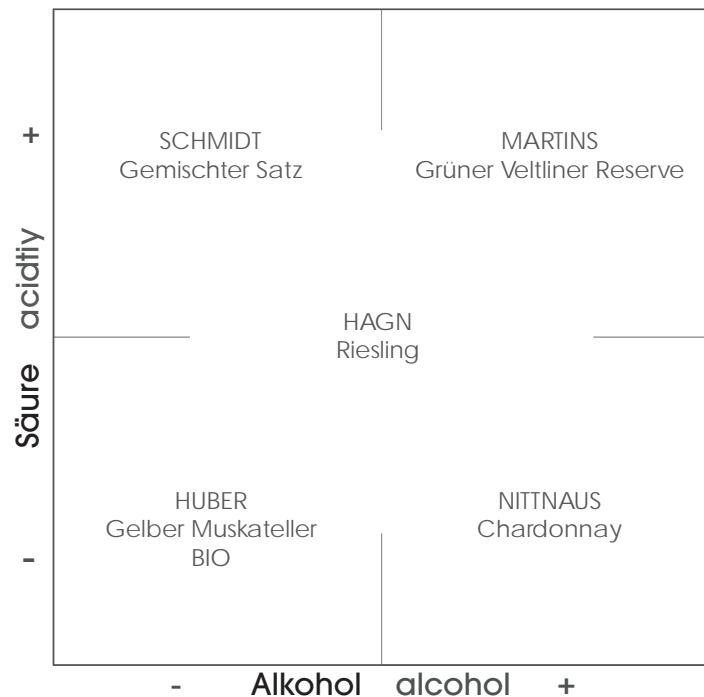 +
SCHMIDT
Gemischter Satz
MARTINS
Grüner Veltliner Reserve
Säure acidtiy
HAGN
Riesling
HUBER
Gelber Muskateller
BIO
NITTNAUS
Chardonnay
-
- Alkohol alcohol +